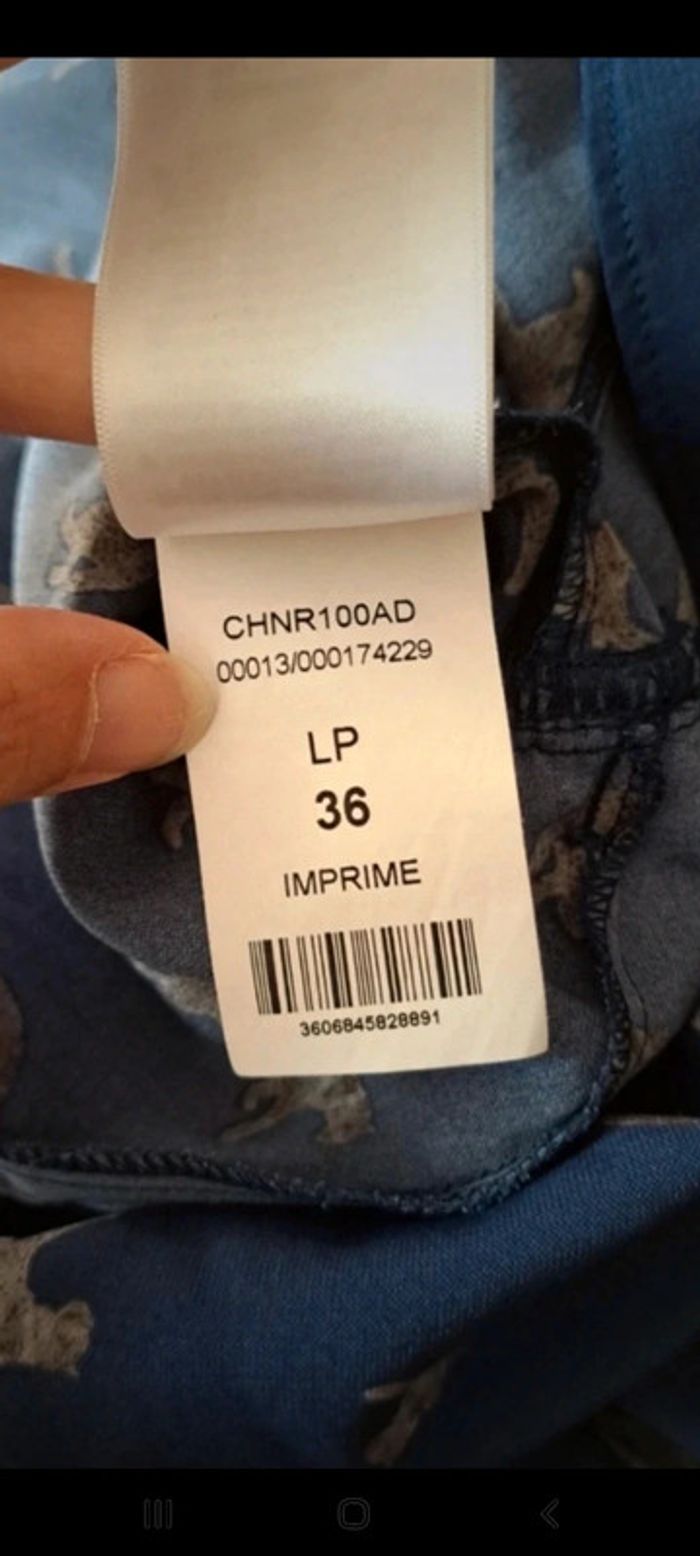 CHNR100AD
00013/000174229
LP
36
IMPRIME
3606845828891